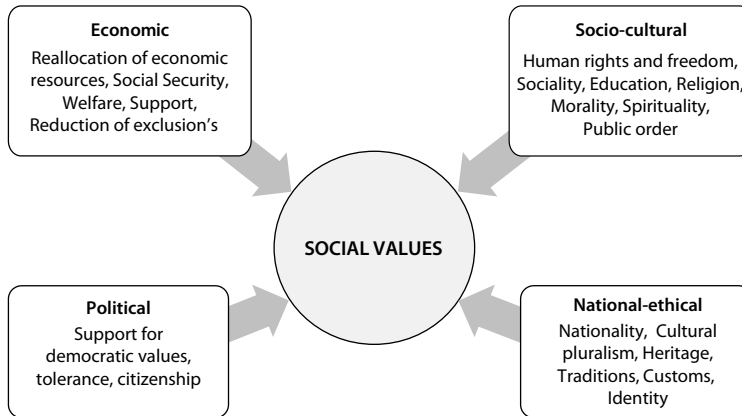 Economic
Reallocation of economic
resources, Social Security,
Welfare, Support,
Reduction of exclusion's
Socio-cultural
Human rights and freedom,
Sociality, Education, Religion,
Morality, Spirituality,
Public order
SOCIAL VALUES
Political
Support for
democratic values,
tolerance, citizenship
National-ethical
Nationality, Cultural
pluralism, Heritage,
Traditions, Customs,
Identity